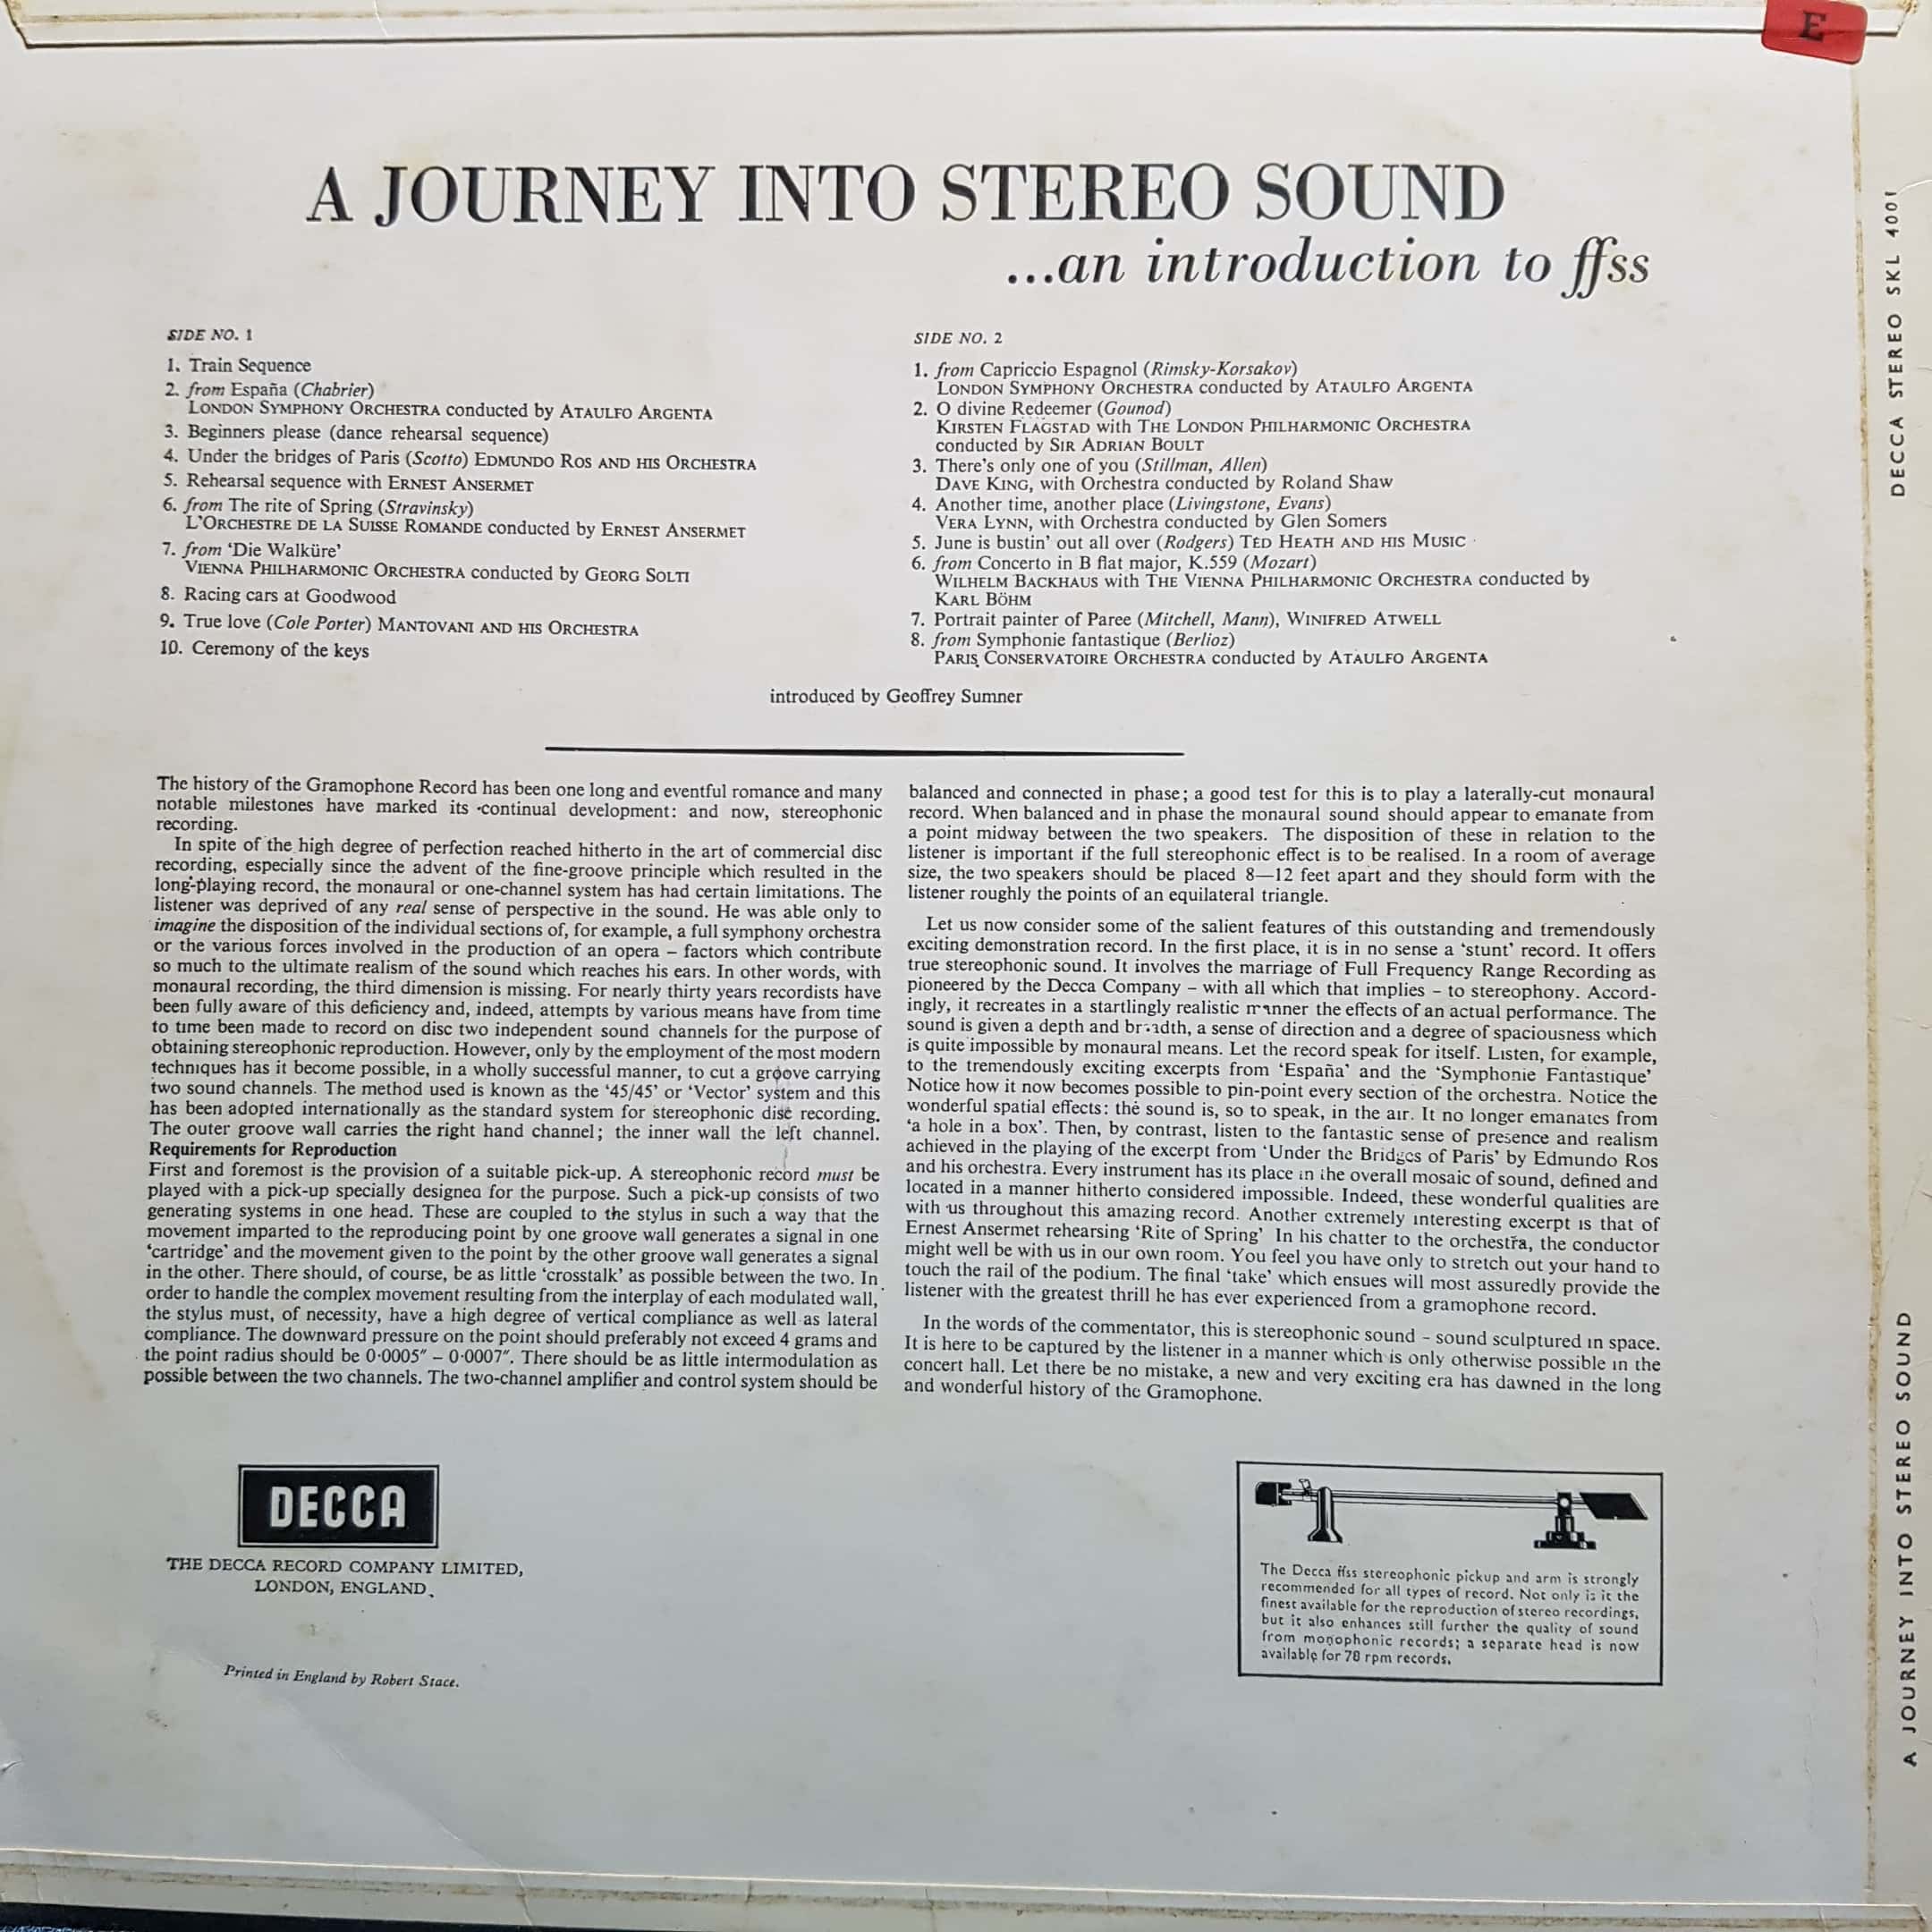 E
A JOURNEY INTO STEREO SOUND
...an introduction to ffss
SIDE NO. 1
1. Train Sequence
2. from España (Chabrier)
LONDON SYMPHONY ORCHESTRA conducted by ATAULFO ARGENTA
3. Beginners please (dance rehearsal sequence)
4. Under the bridges of Paris (Scotto) EDMUNDO ROS AND HIS ORCHESTRA
5. Rehearsal sequence with ERNEST ANSERMET
6. from The rite of Spring (Stravinsky)
L'ORCHESTRE DE LA SUISSE ROMANDE conducted by ERNEST ANSERMET
7. from ‘Die Walküre’
VIENNA PHILHARMONIC ORCHESTRA conducted by GEORG SOLTI
8. Racing cars at Goodwood
9. True love (Cole Porter) MANTOVANI AND HIS ORCHESTRA
10. Ceremony of the keys
SIDE NO. 2
1. from Capriccio Espagnol (Rimsky-Korsakov)
LONDON SYMPHONY ORCHESTRA conducted by ATAULFO ARGENTA
2. O divine Redeemer (Gounod)
KIRSTEN FLAGSTAD with THE LONDON PHILHARMONIC ORCHESTRA
conducted by SIR ADRIAN BOULT
3. There's only one of you (Stillman, Allen)
DAVE KING, with Orchestra conducted by Roland Shaw
4. Another time, another place (Livingstone, Evans)
VERA LYNN, with Orchestra conducted by Glen Somers
5. June is bustin' out all over (Rodgers) TED HEATH AND HIS MUSIC
6. from Concerto in B flat major, K.559 (Mozart)
WILHELM BACKHAUS with THE VIENNA PHILHARMONIC ORCHESTRA conducted by
KARL BÖHM
7. Portrait painter of Paree (Mitchell, Mann), WINIFRED ATWELL
8. from Symphonie fantastique (Berlioz)
PARIS CONSERVATOIRE ORCHESTRA conducted by ATAULFO ARGENTA
introduced by Geoffrey Sumner
The history of the Gramophone Record has been one long and eventful romance and many
notable milestones have marked its continual development: and now, stereophonic
recording.
In spite of the high degree of perfection reached hitherto in the art of commercial disc
recording, especially since the advent of the fine-groove principle which resulted in the
long-playing record, the monaural or one-channel system has had certain limitations. The
listener was deprived of any real sense of perspective in the sound. He was able only to
imagine the disposition of the individual sections of, for example, a full symphony orchestra
or the various forces involved in the production of an opera – factors which contribute
so much to the ultimate realism of the sound which reaches his ears. In other words, with
monaural recording, the third dimension is missing. For nearly thirty years recordists have
been fully aware of this deficiency and, indeed, attempts by various means have from time
to time been made to record on disc two independent sound channels for the purpose of
obtaining stereophonic reproduction. However, only by the employment of the most modern
techniques has it become possible, in a wholly successful manner, to cut a groove carrying
two sound channels. The method used is known as the ‘45/45’ or ‘Vector’ system and this
has been adopted internationally as the standard system for stereophonic disc recording.
The outer groove wall carries the right hand channel; the inner wall the left channel.
Requirements for Reproduction
First and foremost is the provision of a suitable pick-up. A stereophonic record must be
played with a pick-up specially designed for the purpose. Such a pick-up consists of two
generating systems in one head. These are coupled to the stylus in such a way that the
movement imparted to the reproducing point by one groove wall generates a signal in one
‘cartridge’ and the movement given to the point by the other groove wall generates a signal
in the other. There should, of course, be as little ‘crosstalk’ as possible between the two. In
order to handle the complex movement resulting from the interplay of each modulated wall,
the stylus must, of necessity, have a high degree of vertical compliance as well as lateral
compliance. The downward pressure on the point should preferably not exceed 4 grams and
the point radius should be 0·0005″ – 0·0007″. There should be as little intermodulation as
possible between the two channels. The two-channel amplifier and control system should be
balanced and connected in phase; a good test for this is to play a laterally-cut monaural
record. When balanced and in phase the monaural sound should appear to emanate from
a point midway between the two speakers. The disposition of these in relation to the
listener is important if the full stereophonic effect is to be realised. In a room of average
size, the two speakers should be placed 8—12 feet apart and they should form with the
listener roughly the points of an equilateral triangle.
Let us now consider some of the salient features of this outstanding and tremendously
exciting demonstration record. In the first place, it is in no sense a ‘stunt’ record. It offers
true stereophonic sound. It involves the marriage of Full Frequency Range Recording as
pioneered by the Decca Company – with all which that implies – to stereophony. Accord-
ingly, it recreates in a startlingly realistic manner the effects of an actual performance. The
sound is given a depth and breadth, a sense of direction and a degree of spaciousness which
is quite impossible by monaural means. Let the record speak for itself. Listen, for example,
to the tremendously exciting excerpts from ‘España’ and the ‘Symphonie Fantastique’
Notice how it now becomes possible to pin-point every section of the orchestra. Notice the
wonderful spatial effects: the sound is, so to speak, in the air. It no longer emanates from
‘a hole in a box’. Then, by contrast, listen to the fantastic sense of presence and realism
achieved in the playing of the excerpt from ‘Under the Bridges of Paris’ by Edmundo Ros
and his orchestra. Every instrument has its place in the overall mosaic of sound, defined and
located in a manner hitherto considered impossible. Indeed, these wonderful qualities are
with us throughout this amazing record. Another extremely interesting excerpt is that of
Ernest Ansermet rehearsing ‘Rite of Spring’ In his chatter to the orchestra, the conductor
might well be with us in our own room. You feel you have only to stretch out your hand to
touch the rail of the podium. The final ‘take’ which ensues will most assuredly provide the
listener with the greatest thrill he has ever experienced from a gramophone record.
In the words of the commentator, this is stereophonic sound – sound sculptured in space.
It is here to be captured by the listener in a manner which is only otherwise possible in the
concert hall. Let there be no mistake, a new and very exciting era has dawned in the long
and wonderful history of the Gramophone.
DECCA
THE DECCA RECORD COMPANY LIMITED,
LONDON, ENGLAND.
Printed in England by Robert Stace.
The Decca ffss stereophonic pickup and arm is strongly
recommended for all types of record. Not only is it the
finest available for the reproduction of stereo recordings,
but it also enhances still further the quality of sound
from monophonic records; a separate head is now
available for 78 rpm records.
A JOURNEY INTO STEREO SOUND
DECCA STEREO SKL 4001